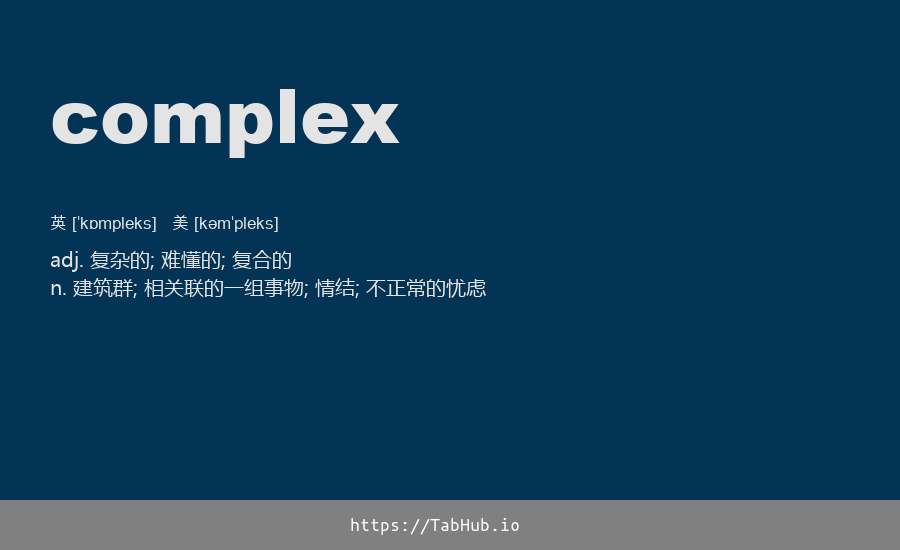 complex
英 [ˈkɒmpleks] 美 [kəmˈpleks]
adj. 复杂的; 难懂的; 复合的
n. 建筑群; 相关联的一组事物; 情结; 不正常的忧虑
https://TabHub.io